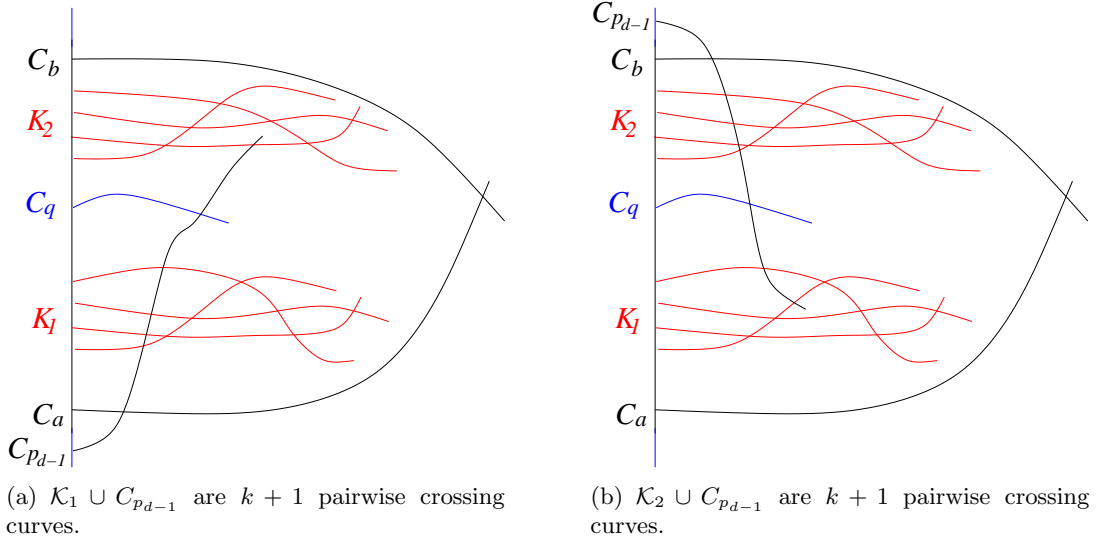 C_b
K_2
C_q
K_1
C_a
C_{p_{d-1}}
(a) 𝒦_1 ∪ C_{p_{d-1}} are k + 1 pairwise crossing
curves.
C_{p_{d-1}}
C_b
K_2
C_q
K_1
C_a
(b) 𝒦_2 ∪ C_{p_{d-1}} are k + 1 pairwise crossing
curves.